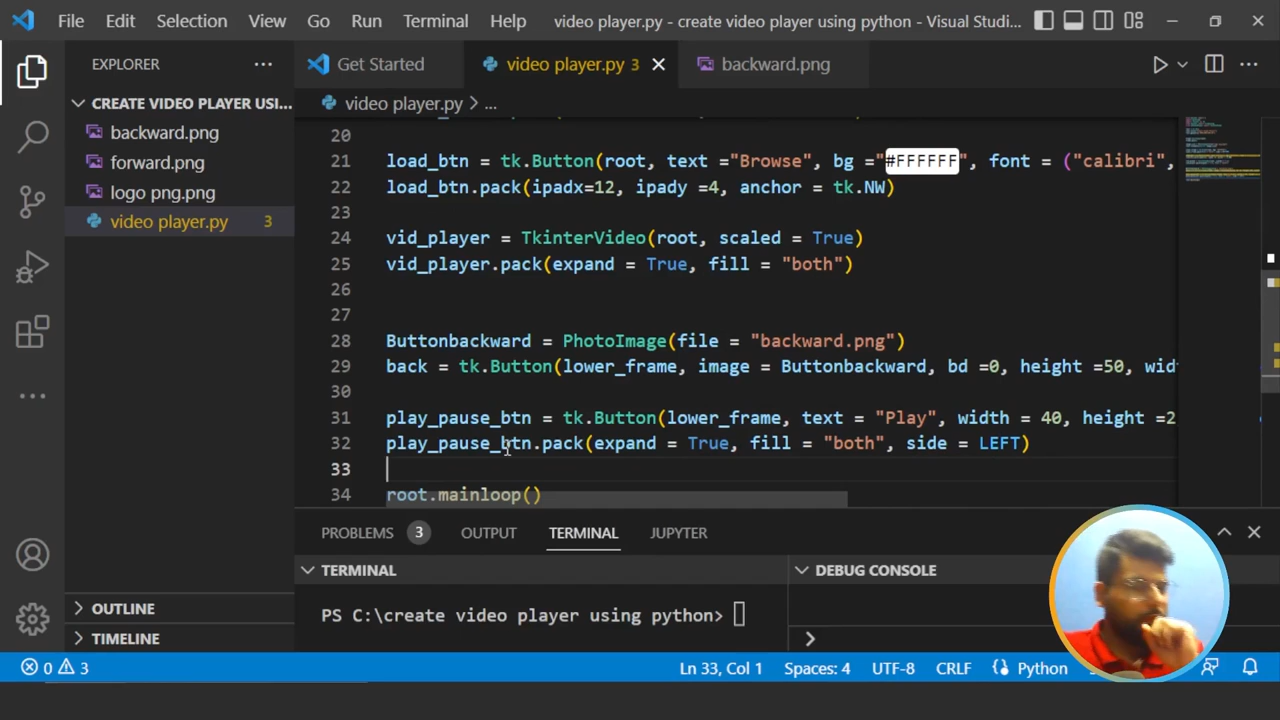 File Edit Selection View Go Run Terminal Help video player.py - create video player using python - Visual Studi...
EXPLORER
CREATE VIDEO PLAYER USI...
backward.png
forward.png
logo png.png
video player.py 3
OUTLINE
TIMELINE
Get Started video player.py 3 backward.png
video player.py > ...
20
21 load_btn = tk.Button(root, text ="Browse", bg ="#FFFFFF", font = ("calibri",
22 load_btn.pack(ipadx=12, ipady =4, anchor = tk.NW)
23
24 vid_player = TkinterVideo(root, scaled = True)
25 vid_player.pack(expand = True, fill = "both")
26
27
28 Buttonbackward = PhotoImage(file = "backward.png")
29 back = tk.Button(lower_frame, image = Buttonbackward, bd =0, height =50,
30
31 play_pause_btn = tk.Button(lower_frame, text = "Play", width = 40, height =2
32 play_pause_btn.pack(expand = True, fill = "both", side = LEFT)
33
34 root.mainloop()
PROBLEMS 3 OUTPUT TERMINAL JUPYTER
TERMINAL
PS C:\create video player using python>
DEBUG CONSOLE
>
0 3 Ln 33, Col 1 Spaces: 4 UTF-8 CRLF Python